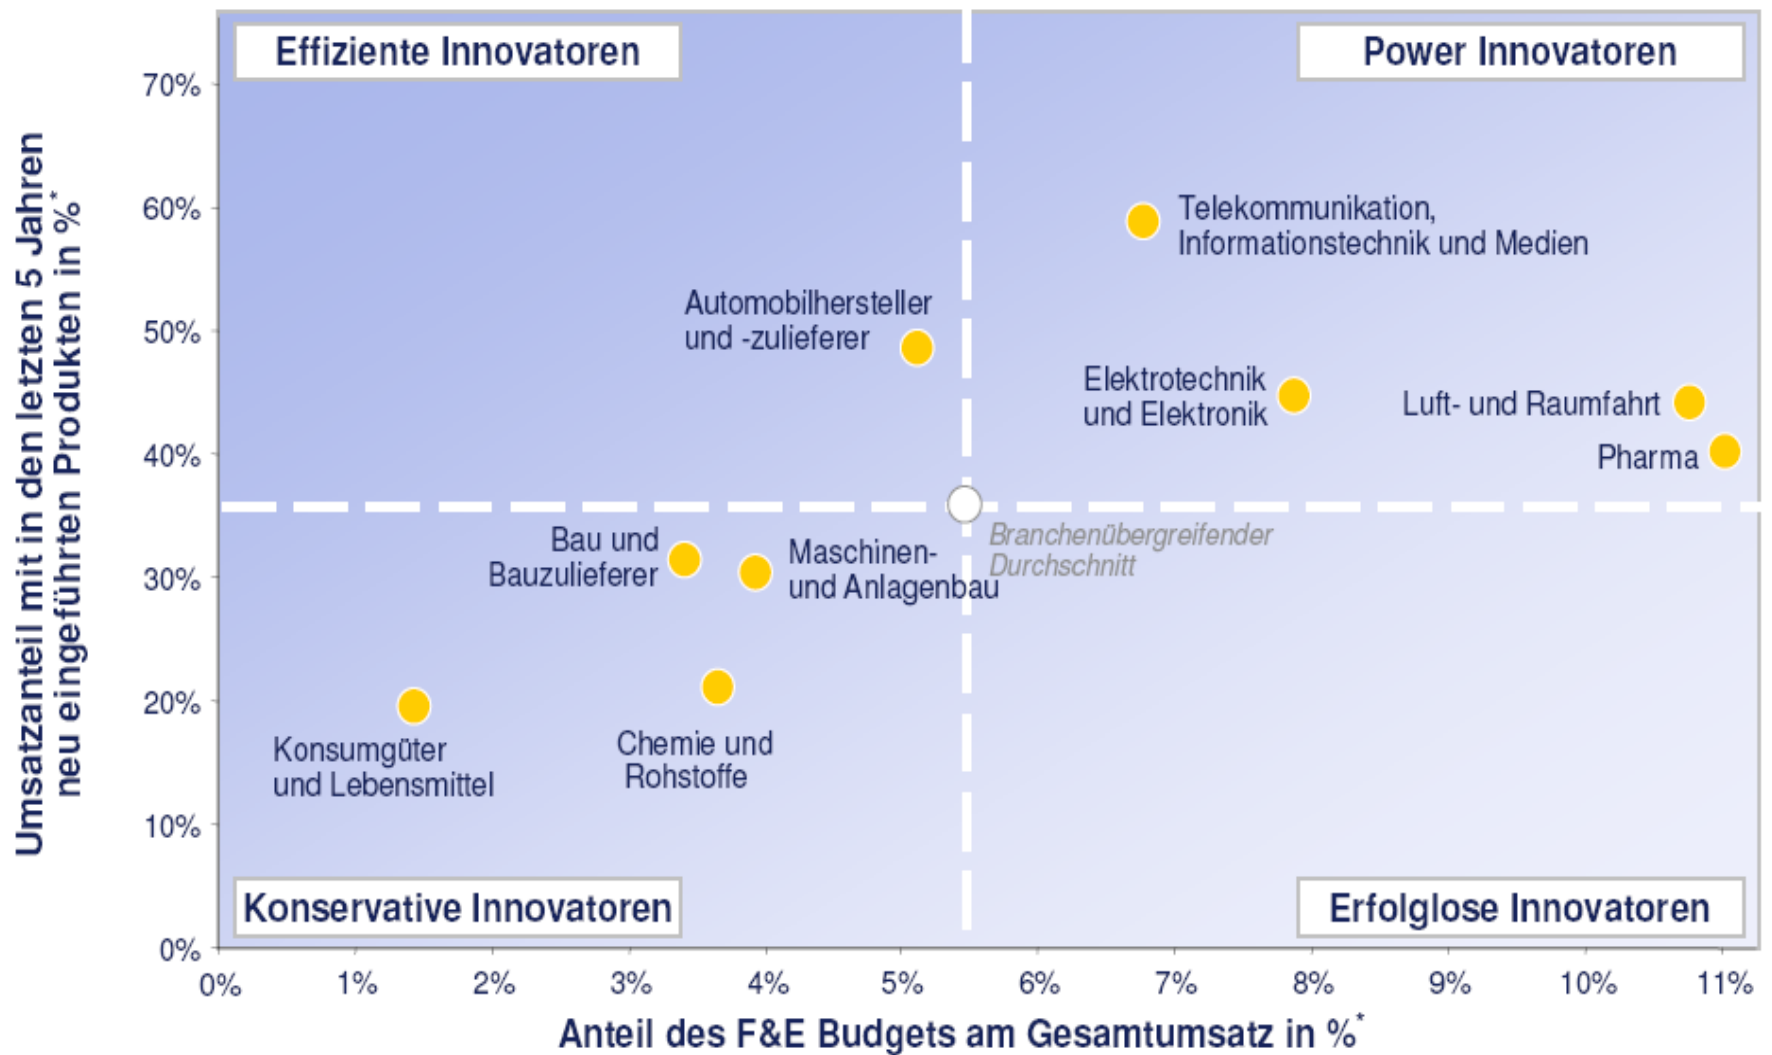 Effiziente Innovatoren
Power Innovatoren
Umsatzanteil mit in den letzten 5 Jahren
neu eingeführten Produkten in %*
70%
60%
50%
40%
30%
20%
10%
0%
Telekommunikation,
Informationstechnik und Medien
Automobilhersteller
und -zulieferer
Elektrotechnik
und Elektronik
Luft- und Raumfahrt
Pharma
Branchenübergreifender
Durchschnitt
Bau und
Bauzulieferer
Maschinen-
und Anlagenbau
Konsumgüter
und Lebensmittel
Chemie und
Rohstoffe
Konservative Innovatoren
Erfolglose Innovatoren
0% 1% 2% 3% 4% 5% 6% 7% 8% 9% 10% 11%
Anteil des F&E Budgets am Gesamtumsatz in %*